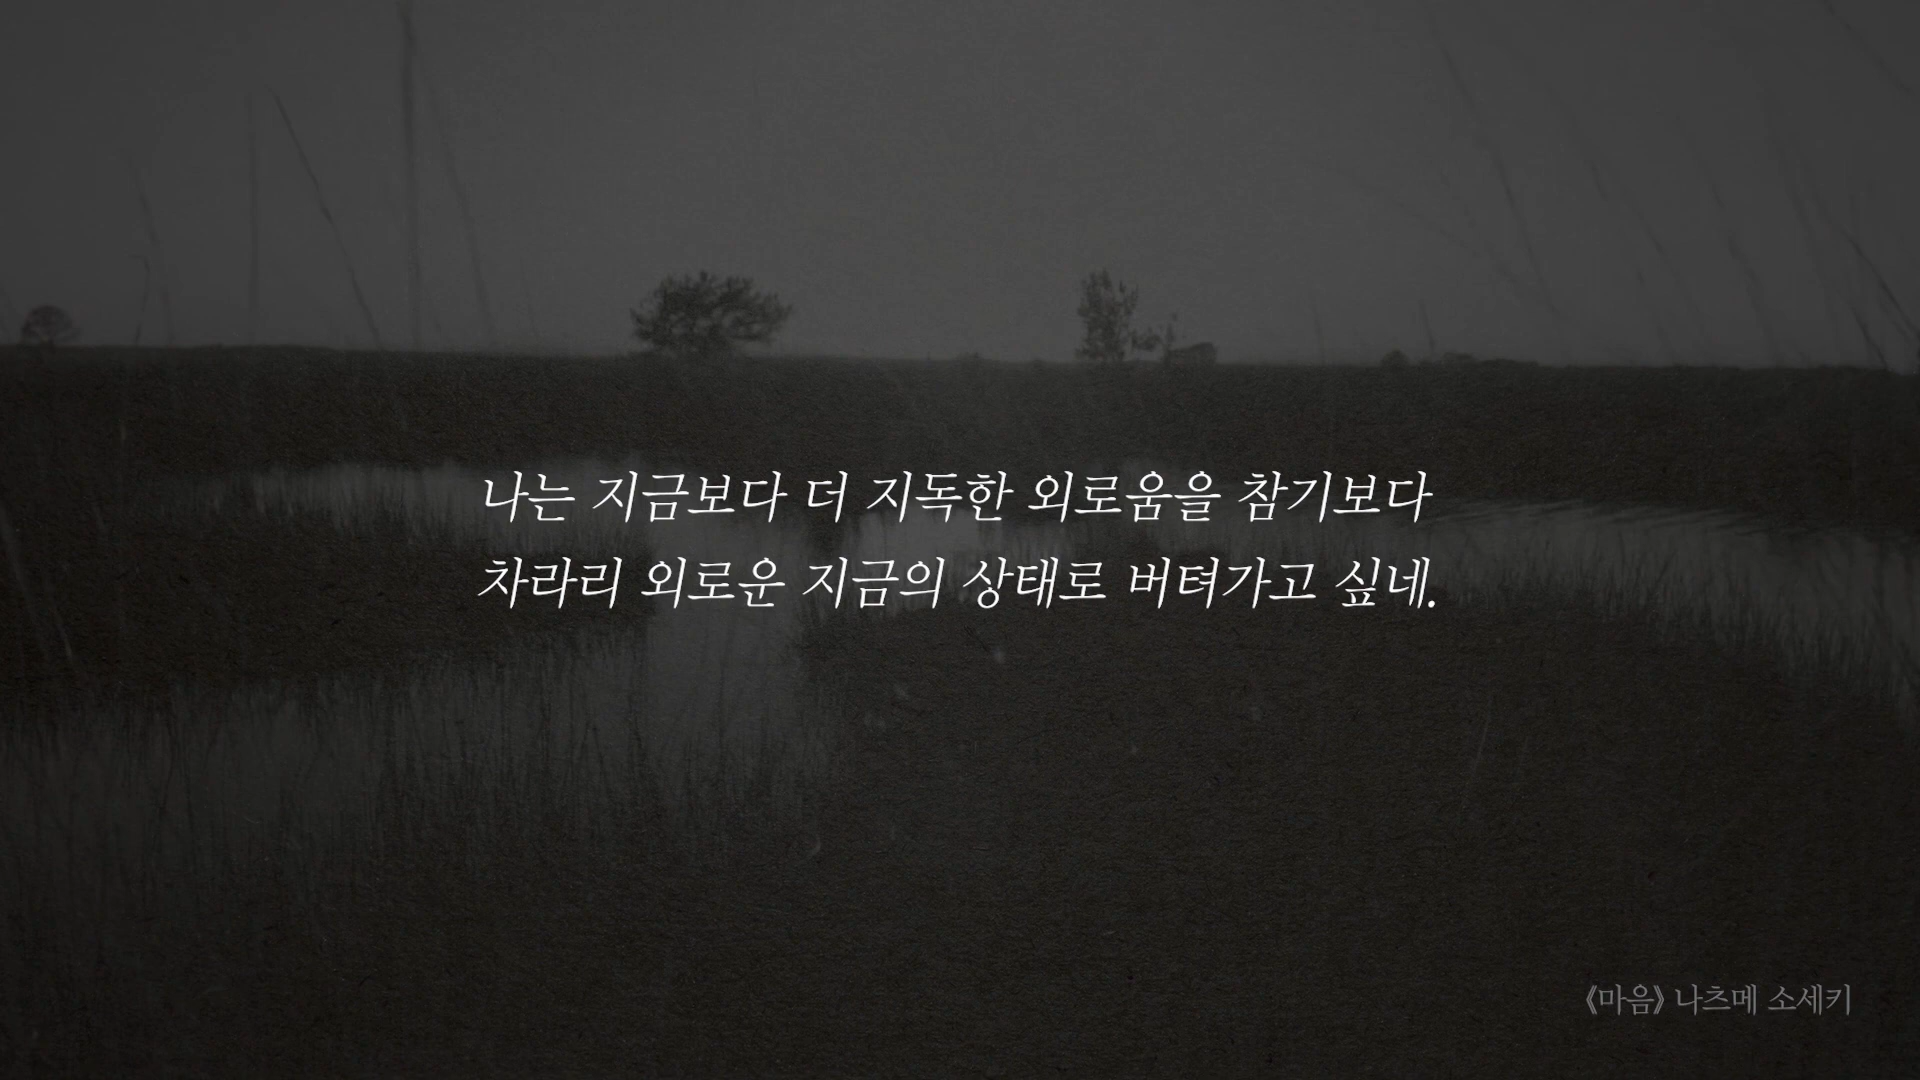 나는 지금보다 더 지독한 외로움을 참기보다
차라리 외로운 지금의 상태로 버텨가고 싶네.
《마음》 나츠메 소세키